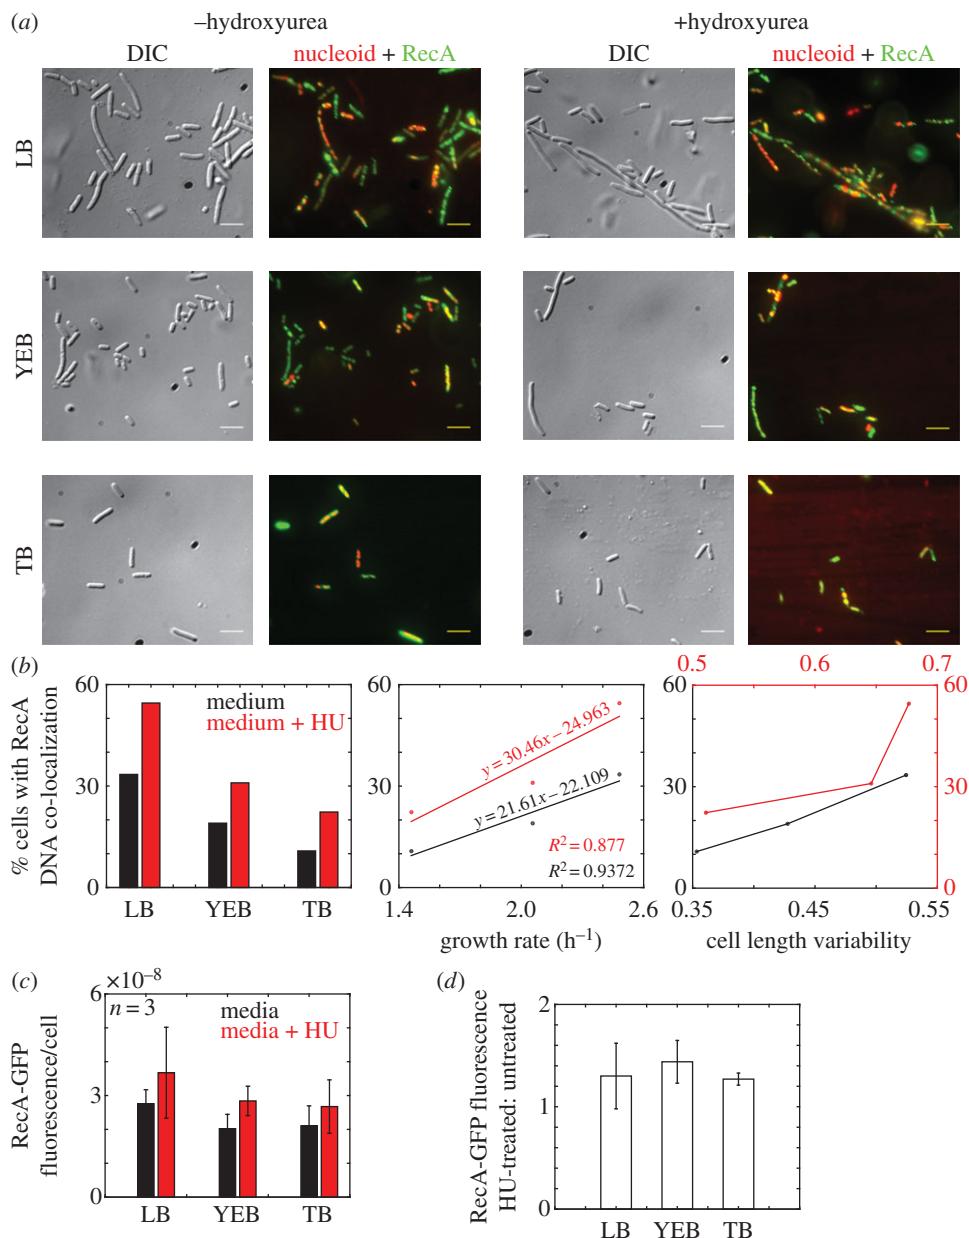 (a)
–hydroxyurea
+hydroxyurea
DIC
nucleoid + RecA
DIC
nucleoid + RecA
LB
YEB
TB
(b)
% cells with RecA
DNA co-localization
60
30
0
medium
medium + HU
LB
YEB
TB
60
30
0
y = 30.46x – 24.963
y = 21.61x – 22.109
R² = 0.877
R² = 0.9372
1.4
2.0
2.6
growth rate (h⁻¹)
0.5
0.6
0.7
60
30
0
60
30
0
0.35
0.45
0.55
cell length variability
(c)
×10⁻⁸
RecA-GFP
fluorescence/cell
6
3
0
n = 3
media
media + HU
LB
YEB
TB
(d)
RecA-GFP fluorescence
HU-treated: untreated
2
1
0
LB
YEB
TB